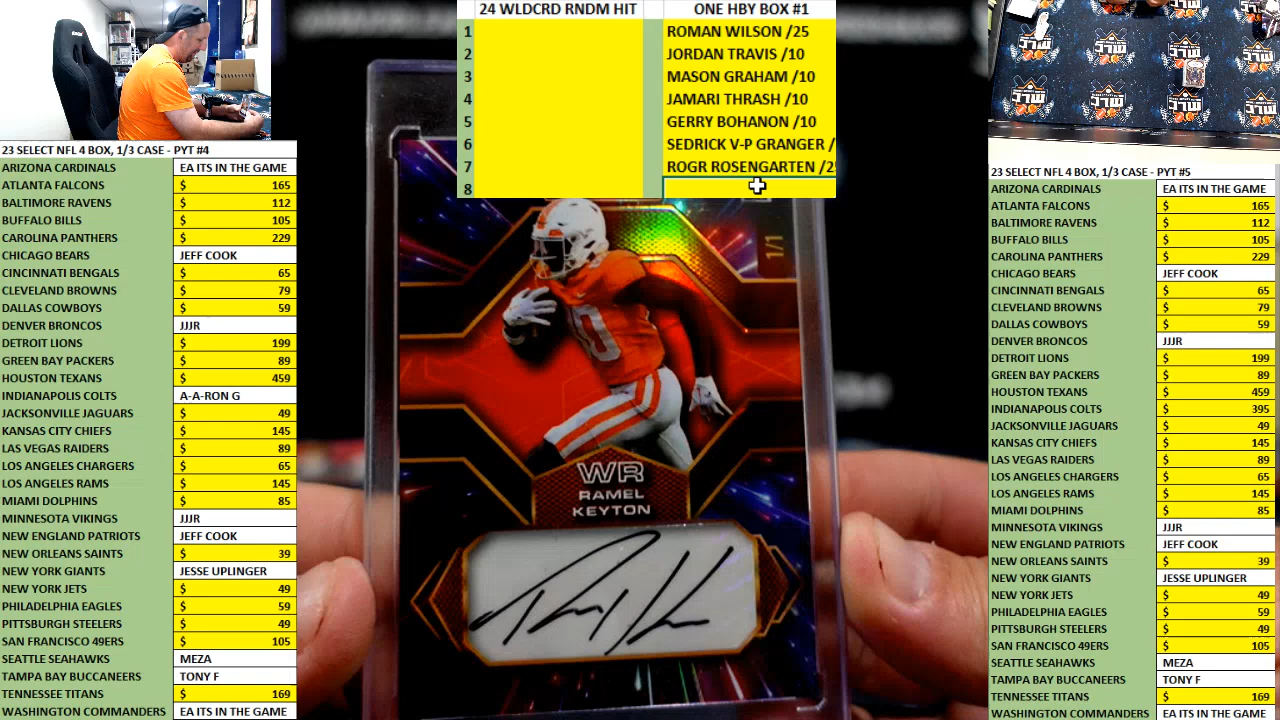 24 WLDCRD RNDM HIT ONE HBY BOX #1
1 ROMAN WILSON /25
2 JORDAN TRAVIS /10
3 MASON GRAHAM /10
4 JAMARI THRASH /10
5 GERRY BOHANON /10
6 SEDRICK V-P GRANGER /
7 ROGR ROSENGARTEN /25
8
23 SELECT NFL 4 BOX, 1/3 CASE - PYT #4
ARIZONA CARDINALS EA ITS IN THE GAME
ATLANTA FALCONS $ 165
BALTIMORE RAVENS $ 112
BUFFALO BILLS $ 105
CAROLINA PANTHERS $ 229
CHICAGO BEARS JEFF COOK
CINCINNATI BENGALS $ 65
CLEVELAND BROWNS $ 79
DALLAS COWBOYS $ 59
DENVER BRONCOS JJJR
DETROIT LIONS $ 199
GREEN BAY PACKERS $ 89
HOUSTON TEXANS $ 459
INDIANAPOLIS COLTS A-A-RON G
JACKSONVILLE JAGUARS $ 49
KANSAS CITY CHIEFS $ 145
LAS VEGAS RAIDERS $ 89
LOS ANGELES CHARGERS $ 65
LOS ANGELES RAMS $ 145
MIAMI DOLPHINS $ 85
MINNESOTA VIKINGS JJJR
NEW ENGLAND PATRIOTS JEFF COOK
NEW ORLEANS SAINTS $ 39
NEW YORK GIANTS JESSE UPLINGER
NEW YORK JETS $ 49
PHILADELPHIA EAGLES $ 59
PITTSBURGH STEELERS $ 49
SAN FRANCISCO 49ERS $ 105
SEATTLE SEAHAWKS MEZA
TAMPA BAY BUCCANEERS TONY F
TENNESSEE TITANS $ 169
WASHINGTON COMMANDERS EA ITS IN THE GAME
1/1
10
WR
RAMEL
KEYTON
23 SELECT NFL 4 BOX, 1/3 CASE - PYT #5
ARIZONA CARDINALS EA ITS IN THE GAME
ATLANTA FALCONS $ 165
BALTIMORE RAVENS $ 112
BUFFALO BILLS $ 105
CAROLINA PANTHERS $ 229
CHICAGO BEARS JEFF COOK
CINCINNATI BENGALS $ 65
CLEVELAND BROWNS $ 79
DALLAS COWBOYS $ 59
DENVER BRONCOS JJJR
DETROIT LIONS $ 199
GREEN BAY PACKERS $ 89
HOUSTON TEXANS $ 459
INDIANAPOLIS COLTS $ 395
JACKSONVILLE JAGUARS $ 49
KANSAS CITY CHIEFS $ 145
LAS VEGAS RAIDERS $ 89
LOS ANGELES CHARGERS $ 65
LOS ANGELES RAMS $ 145
MIAMI DOLPHINS $ 85
MINNESOTA VIKINGS JJJR
NEW ENGLAND PATRIOTS JEFF COOK
NEW ORLEANS SAINTS $ 39
NEW YORK GIANTS JESSE UPLINGER
NEW YORK JETS $ 49
PHILADELPHIA EAGLES $ 59
PITTSBURGH STEELERS $ 49
SAN FRANCISCO 49ERS $ 105
SEATTLE SEAHAWKS MEZA
TAMPA BAY BUCCANEERS TONY F
TENNESSEE TITANS $ 169
WASHINGTON COMMANDERS EA ITS IN THE GAME